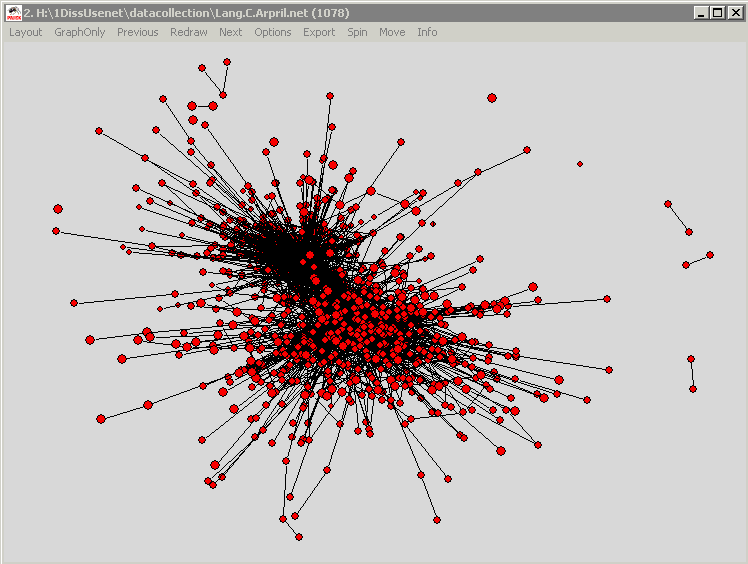 2. H:\1DissUsenet\datacollection\Lang.C.Arpril.net (1078)
Layout GraphOnly Previous Redraw Next Options Export Spin Move Info